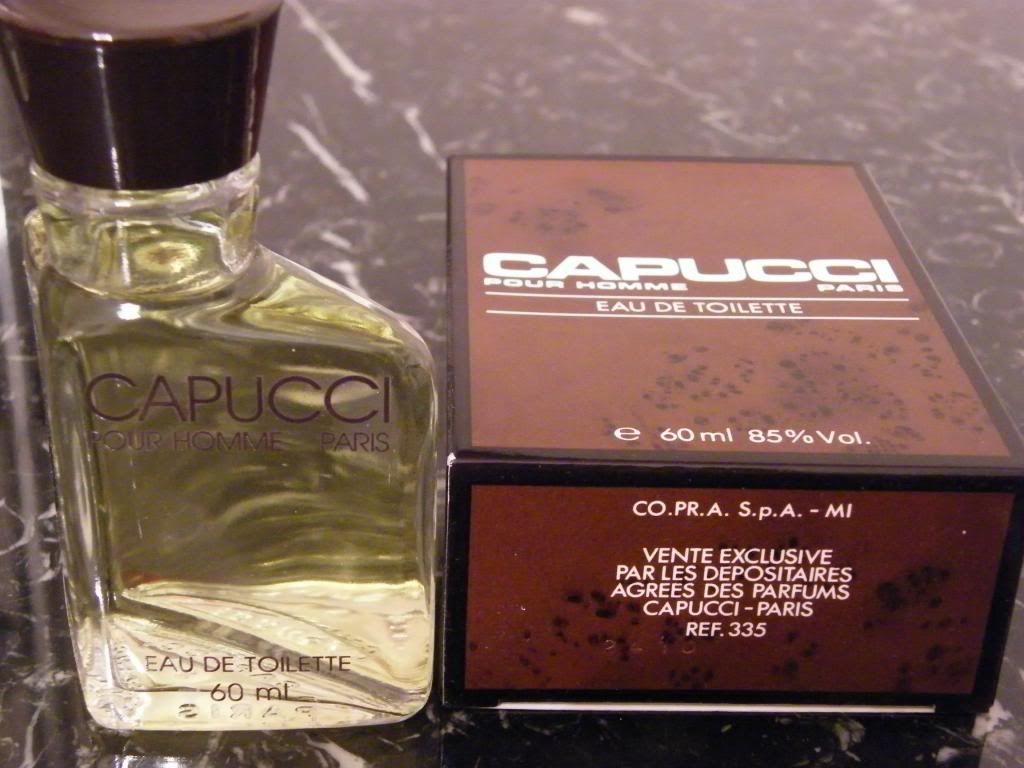 CAPUCCI
POUR HOMME PARIS
EAU DE TOILETTE
60 ml
PARIS
CAPUCCI
POUR HOMME PARIS
EAU DE TOILETTE
e 60 ml 85% Vol.
CO.PR.A. S.p.A. - MI
VENTE EXCLUSIVE
PAR LES DEPOSITAIRES
AGREES DES PARFUMS
CAPUCCI - PARIS
REF. 335